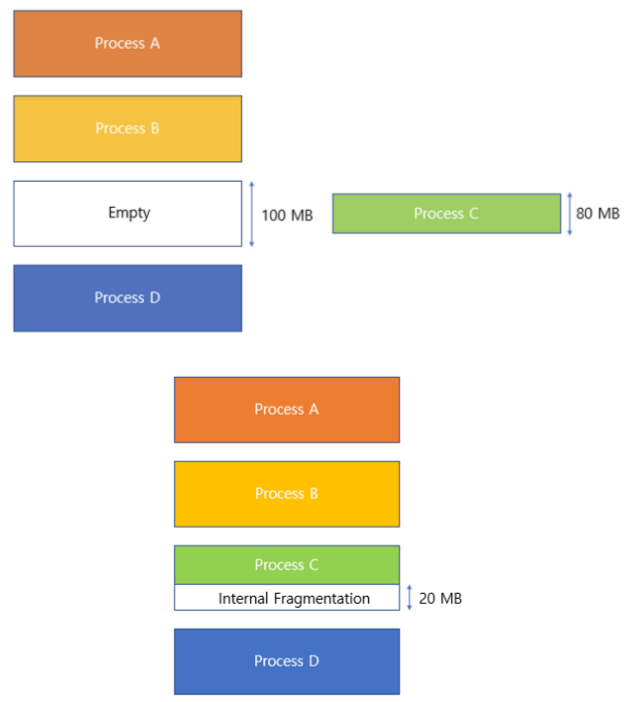 Process A
Process B
Empty
100 MB
Process C
80 MB
Process D
Process A
Process B
Process C
Internal Fragmentation
20 MB
Process D